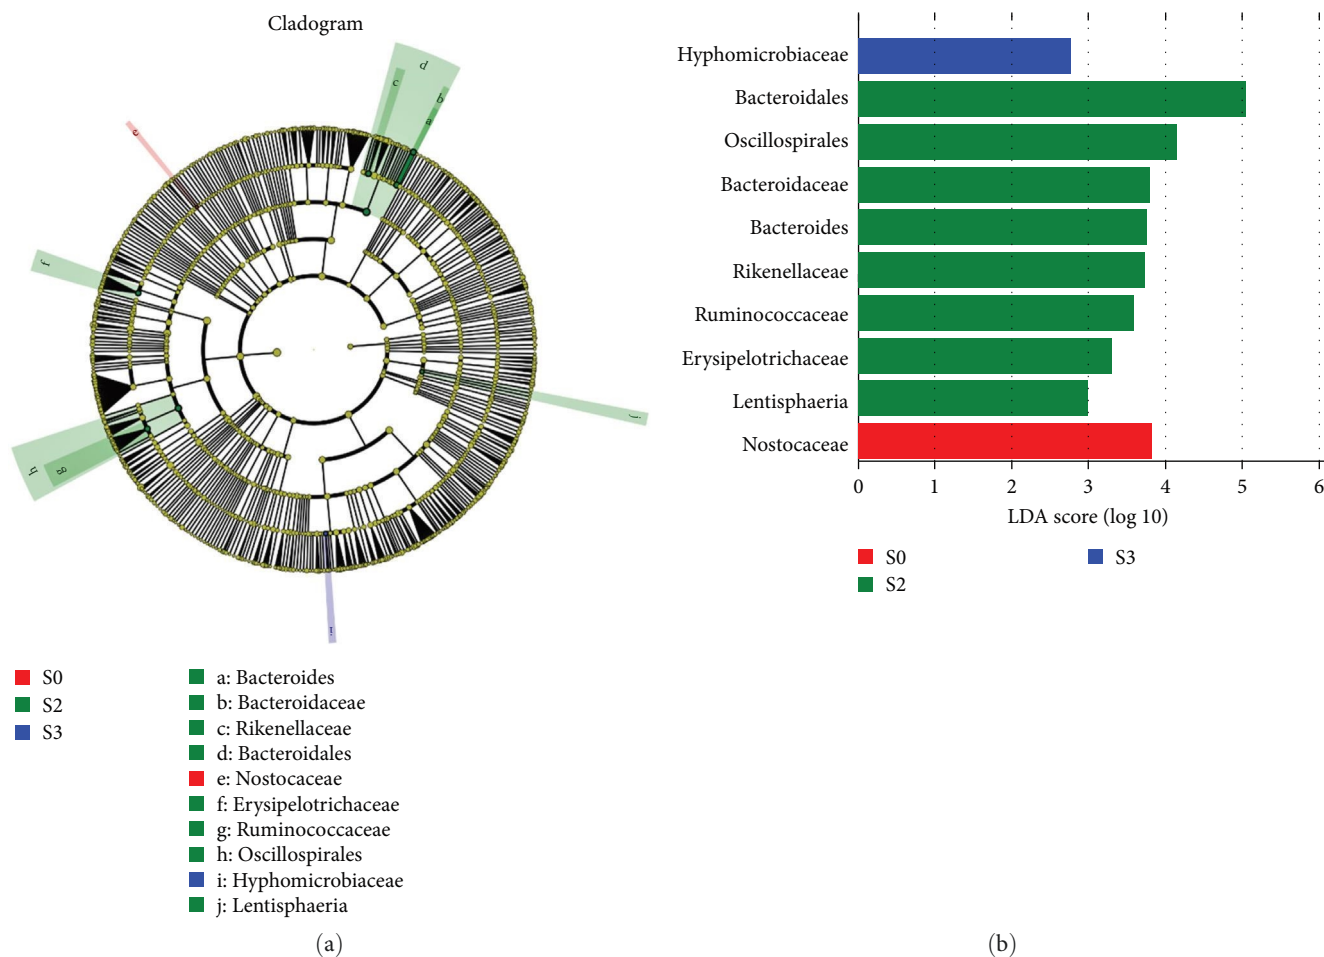 Cladogram
d
c
b
a
e
f
h
g
i
j
S0
S2
S3
a: Bacteroides
b: Bacteroidaceae
c: Rikenellaceae
d: Bacteroidales
e: Nostocaceae
f: Erysipelotrichaceae
g: Ruminococcaceae
h: Oscillospirales
i: Hyphomicrobiaceae
j: Lentisphaeria
(a)
Hyphomicrobiaceae
Bacteroidales
Oscillospirales
Bacteroidaceae
Bacteroides
Rikenellaceae
Ruminococcaceae
Erysipelotrichaceae
Lentisphaeria
Nostocaceae
0 1 2 3 4 5 6
LDA score (log 10)
S0 S3
S2
(b)